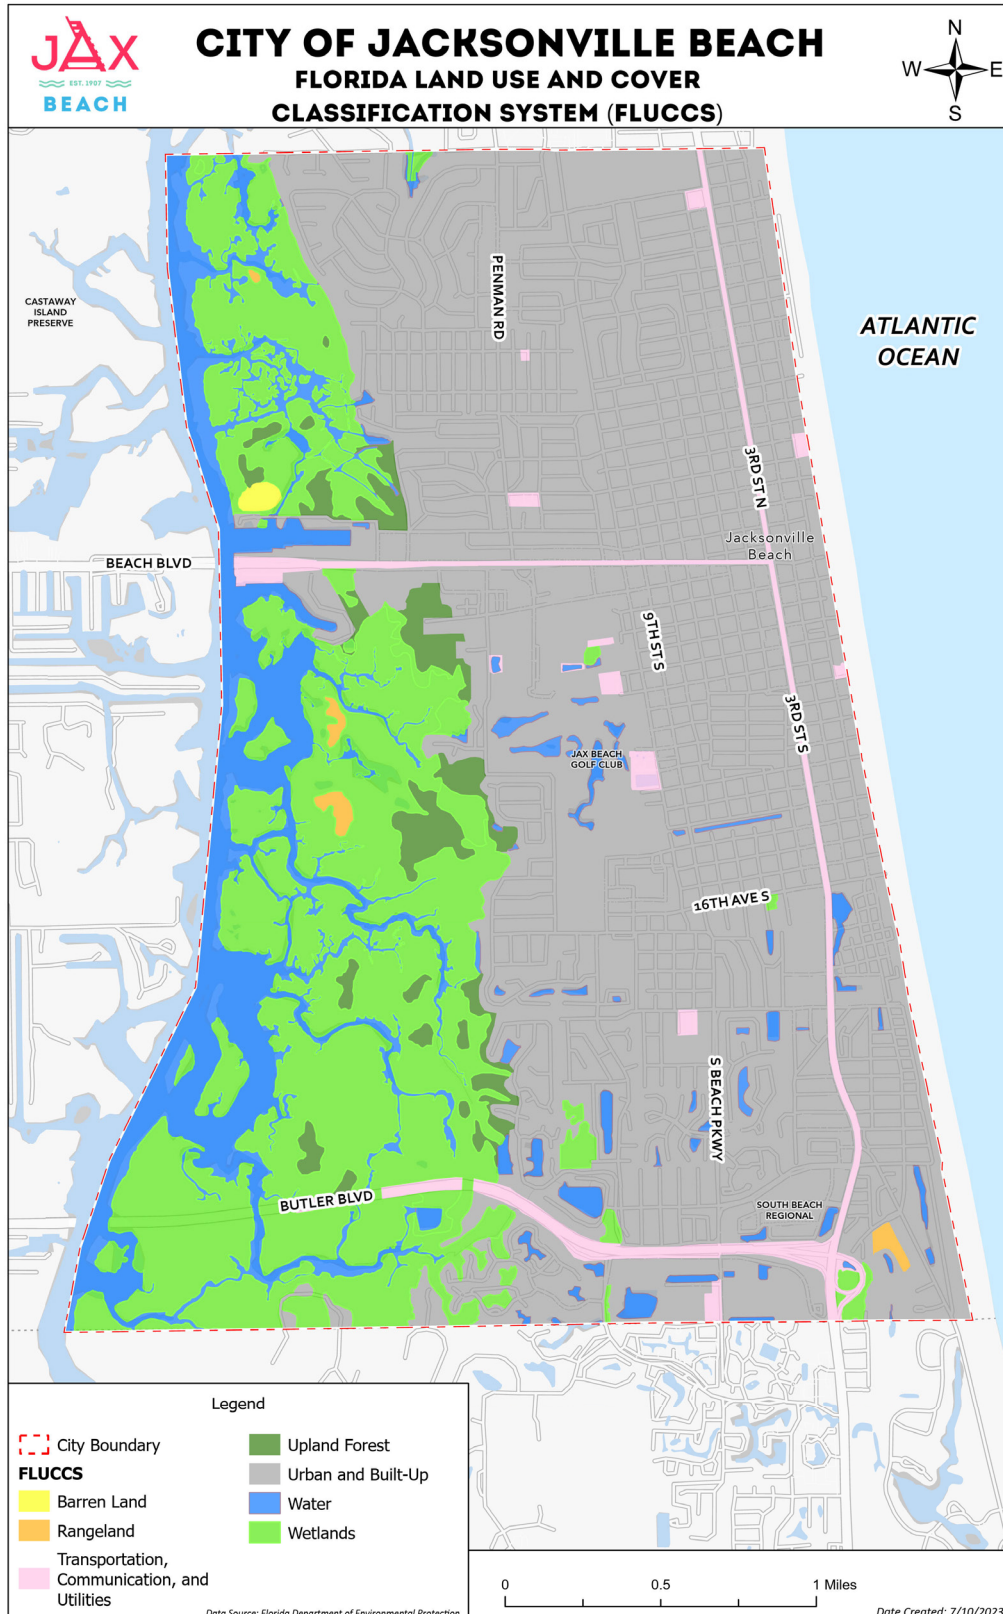 JAX
EST. 1907
BEACH
CITY OF JACKSONVILLE BEACH
FLORIDA LAND USE AND COVER
CLASSIFICATION SYSTEM (FLUCCS)
N
W
E
S
PENMAN RD
CASTAWAY
ISLAND
PRESERVE
ATLANTIC
OCEAN
3RD ST N
Jacksonville
Beach
BEACH BLVD
9TH ST S
3RD ST S
JAX BEACH
GOLF CLUB
16TH AVE S
S BEACH PKWY
BUTLER BLVD
SOUTH BEACH
REGIONAL
Legend
City Boundary
FLUCCS
Barren Land
Rangeland
Transportation,
Communication, and
Utilities
Upland Forest
Urban and Built-Up
Water
Wetlands
Data Source: Florida Department of Environmental Protection
0
0.5
1 Miles
Date Created: 7/10/2023